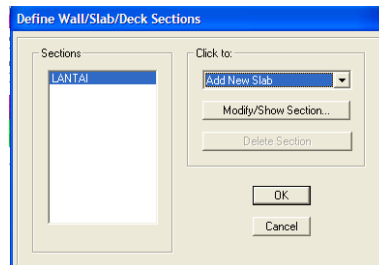 Define Wall/Slab/Deck Sections
Sections
LANTAI
Click to:
Add New Slab
Modify/Show Section...
Delete Section
OK
Cancel